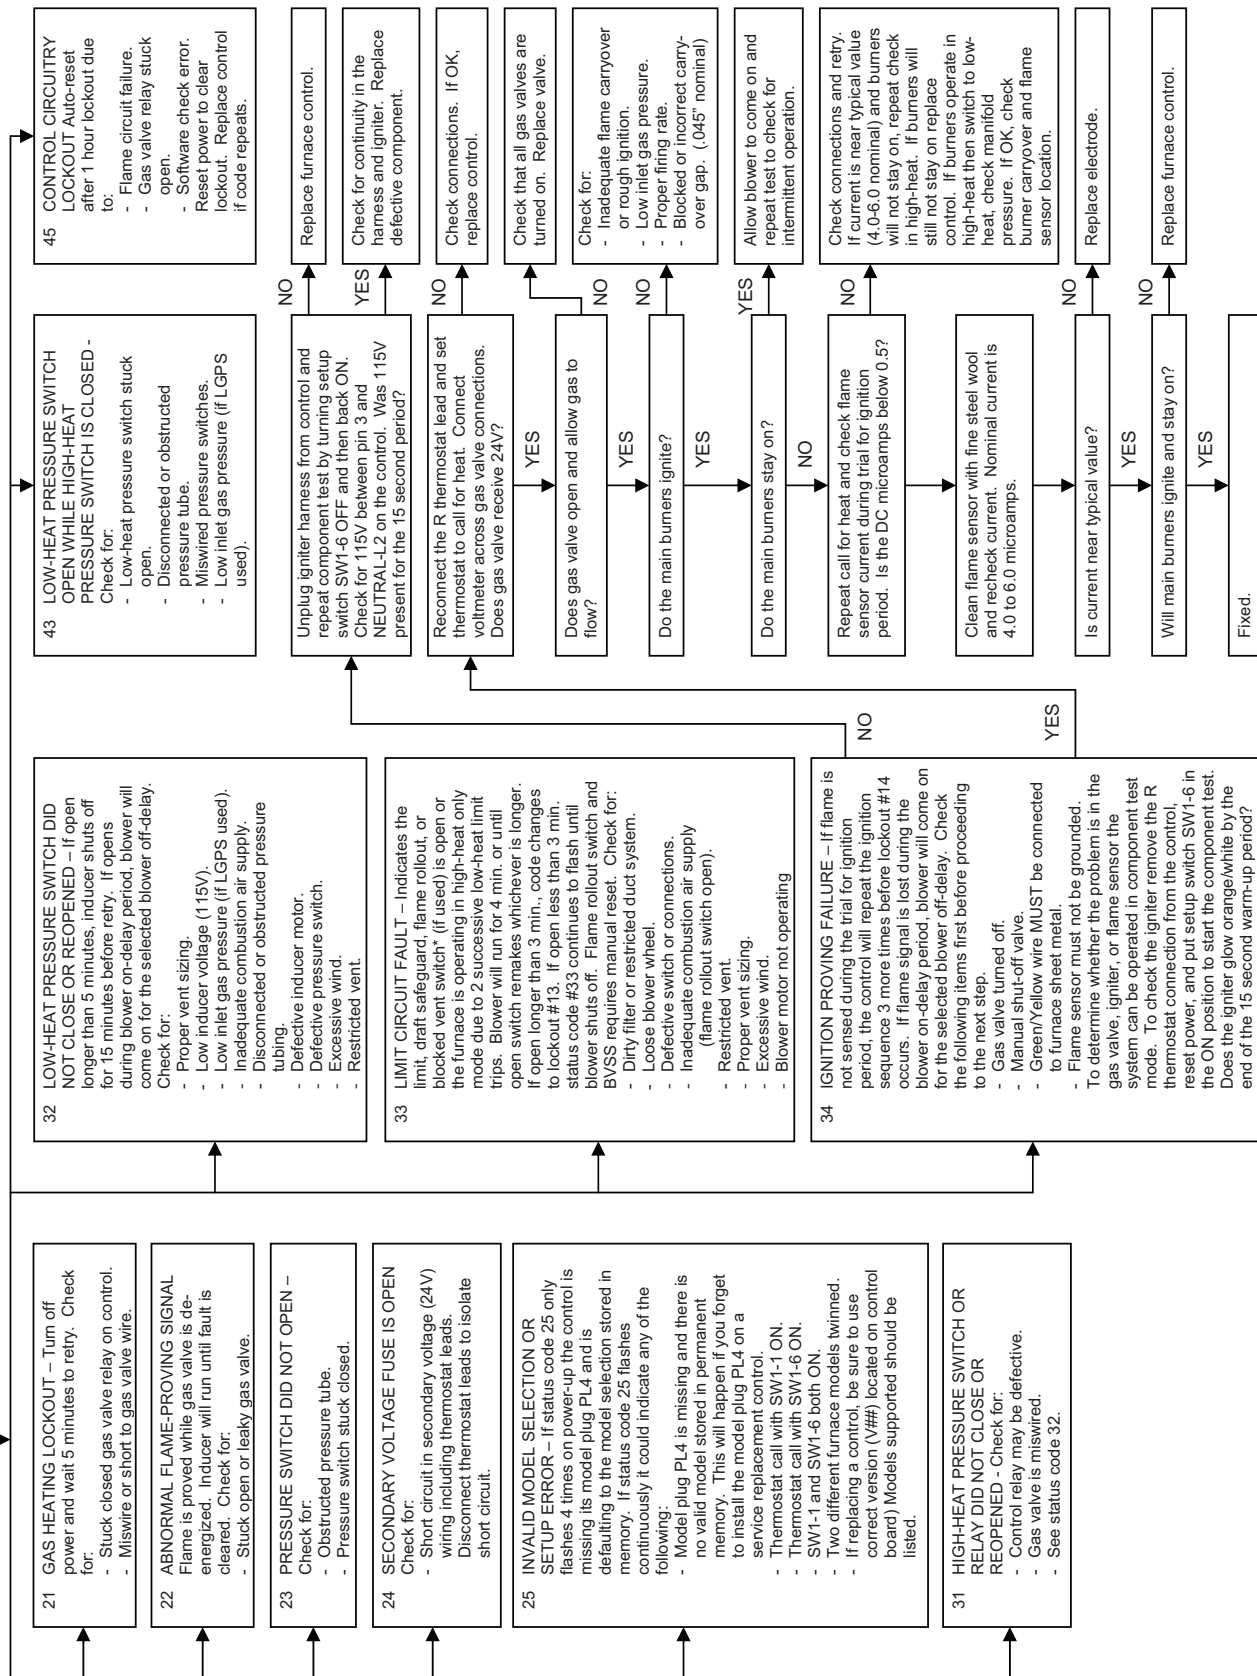 21 GAS HEATING LOCKOUT – Turn off
power and wait 5 minutes to retry. Check
for:
- Stuck closed gas valve relay on control.
- Miswire or short to gas valve wire.
22 ABNORMAL FLAME-PROVING SIGNAL
Flame is proved while gas valve is de-
energized. Inducer will run until fault is
cleared. Check for:
- Stuck open or leaky gas valve.
23 PRESSURE SWITCH DID NOT OPEN –
Check for:
- Obstructed pressure tube.
- Pressure switch stuck closed.
24 SECONDARY VOLTAGE FUSE IS OPEN
Check for:
- Short circuit in secondary voltage (24V)
wiring including thermostat leads.
Disconnect thermostat leads to isolate
short circuit.
25 INVALID MODEL SELECTION OR
SETUP ERROR – If status code 25 only
flashes 4 times on power-up the control is
missing its model plug PL4 and is
defaulting to the model selection stored in
memory. If status code 25 flashes
continuously it could indicate any of the
following:
- Model plug PL4 is missing and there is
no valid model stored in permanent
memory. This will happen if you forget
to install the model plug PL4 on a
service replacement control.
- Thermostat call with SW1-1 ON.
- Thermostat call with SW1-6 ON.
- SW1-1 and SW1-6 both ON.
- Two different furnace models twinned.
- If replacing a control, be sure to use
correct version (V##) located on control
board) Models supported should be
listed.
31 HIGH-HEAT PRESSURE SWITCH OR
RELAY DID NOT CLOSE OR
REOPENED - Check for:
- Control relay may be defective.
- Gas valve is miswired.
- See status code 32.
32 LOW-HEAT PRESSURE SWITCH DID
NOT CLOSE OR REOPENED – If open
longer than 5 minutes, inducer shuts off
for 15 minutes before retry. If opens
during blower on-delay period, blower will
come on for the selected blower off-delay.
Check for:
- Proper vent sizing.
- Low inducer voltage (115V).
- Low inlet gas pressure (if LGPS used).
- Inadequate combustion air supply.
- Disconnected or obstructed pressure
tubing.
- Defective inducer motor.
- Defective pressure switch.
- Excessive wind.
- Restricted vent.
33 LIMIT CIRCUIT FAULT – Indicates the
limit, draft safeguard, flame rollout, or
blocked vent switch* (if used) is open or
the furnace is operating in high-heat only
mode due to 2 successive low-heat limit
trips. Blower will run for 4 min. or until
open switch remakes whichever is longer.
If open longer than 3 min., code changes
to lockout #13. If open less than 3 min.
status code #33 continues to flash until
blower shuts off. Flame rollout switch and
BVSS requires manual reset. Check for:
- Dirty filter or restricted duct system.
- Loose blower wheel.
- Defective switch or connections.
- Inadequate combustion air supply
(flame rollout switch open).
- Restricted vent.
- Proper vent sizing.
- Excessive wind.
- Blower motor not operating
34 IGNITION PROVING FAILURE – If flame is
not sensed during the trial for ignition
period, the control will repeat the ignition
sequence 3 more times before lockout #14
occurs. If flame signal is lost during the
blower on-delay period, blower will come on
for the selected blower off-delay. Check
the following items first before proceeding
to the next step.
- Gas valve turned off.
- Manual shut-off valve.
- Green/Yellow wire MUST be connected
to furnace sheet metal.
- Flame sensor must not be grounded.
To determine whether the problem is in the
gas valve, igniter, or flame sensor the
system can be operated in component test
mode. To check the igniter remove the R
thermostat connection from the control,
reset power, and put setup switch SW1-6 in
the ON position to start the component test.
Does the igniter glow orange/white by the
end of the 15 second warm-up period?
NO
YES
43 LOW-HEAT PRESSURE SWITCH
OPEN WHILE HIGH-HEAT
PRESSURE SWITCH IS CLOSED -
Check for:
- Low-heat pressure switch stuck
open.
- Disconnected or obstructed
pressure tube.
- Miswired pressure switches.
- Low inlet gas pressure (if LGPS
used).
45 CONTROL CIRCUITRY
LOCKOUT Auto-reset
after 1 hour lockout due
to:
- Flame circuit failure.
- Gas valve relay stuck
open.
- Software check error.
Reset power to clear
lockout. Replace control
if code repeats.
Unplug igniter harness from control and
repeat component test by turning setup
switch SW1-6 OFF and then back ON.
Check for 115V between pin 3 and
NEUTRAL-L2 on the control. Was 115V
present for the 15 second period?
NO
Replace furnace control.
YES
Check for continuity in the
harness and igniter. Replace
defective component.
Reconnect the R thermostat lead and set
thermostat to call for heat. Connect
voltmeter across gas valve connections.
Does gas valve receive 24V?
NO
Check connections. If OK,
replace control.
YES
Does gas valve open and allow gas to
flow?
NO
Check that all gas valves are
turned on. Replace valve.
YES
Do the main burners ignite?
NO
Check for:
- Inadequate flame carryover
or rough ignition.
- Low inlet gas pressure.
- Proper firing rate.
- Blocked or incorrect carry-
over gap. (.045" nominal)
YES
Do the main burners stay on?
YES
Allow blower to come on and
repeat test to check for
intermittent operation.
NO
Repeat call for heat and check flame
sensor current during trial for ignition
period. Is the DC microamps below 0.5?
NO
Check connections and retry.
If current is near typical value
(4.0-6.0 nominal) and burners
will not stay on, repeat check
in high-heat. If burners will
still not stay on replace
control. If burners operate in
high-heat then switch to low-
heat, check manifold
pressure. If OK, check
burner carryover and flame
sensor location.
Clean flame sensor with fine steel wool
and recheck current. Nominal current is
4.0 to 6.0 microamps.
Is current near typical value?
NO
Replace electrode.
YES
Will main burners ignite and stay on?
NO
Replace furnace control.
YES
Fixed.